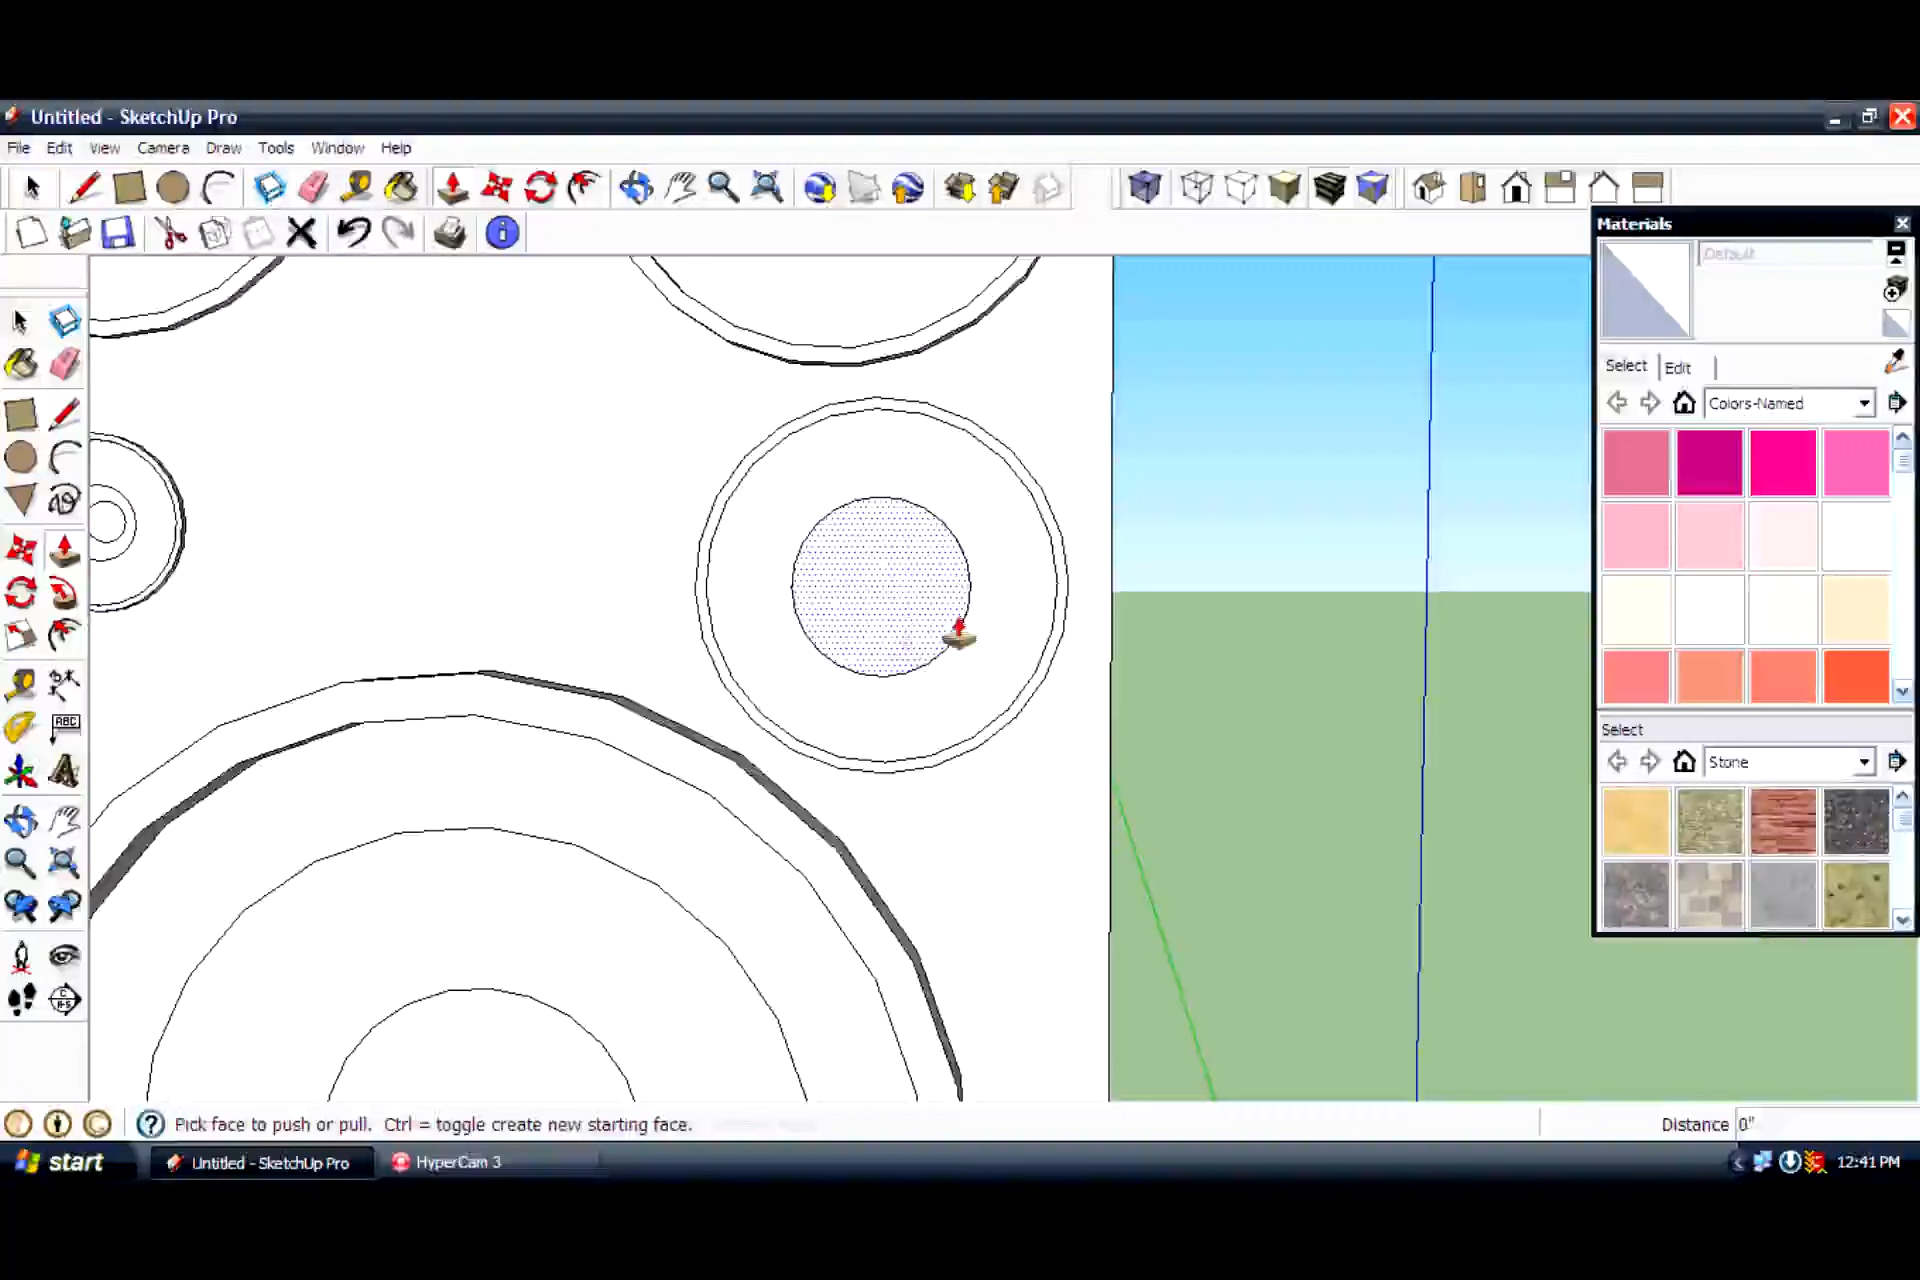 Untitled - SketchUp Pro
File Edit View Camera Draw Tools Window Help
Materials
Default
Select Edit
Colors-Named
Select
Stone
ABC
Pick face to push or pull. Ctrl = toggle create new starting face.
Distance 0"
start Untitled - SketchUp Pro HyperCam 3 12:41 PM